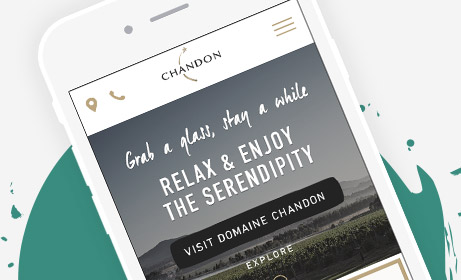 CHANDON
Grab a glass, stay a while
RELAX & ENJOY
THE SERENDIPITY
VISIT DOMAINE CHANDON
EXPLORE